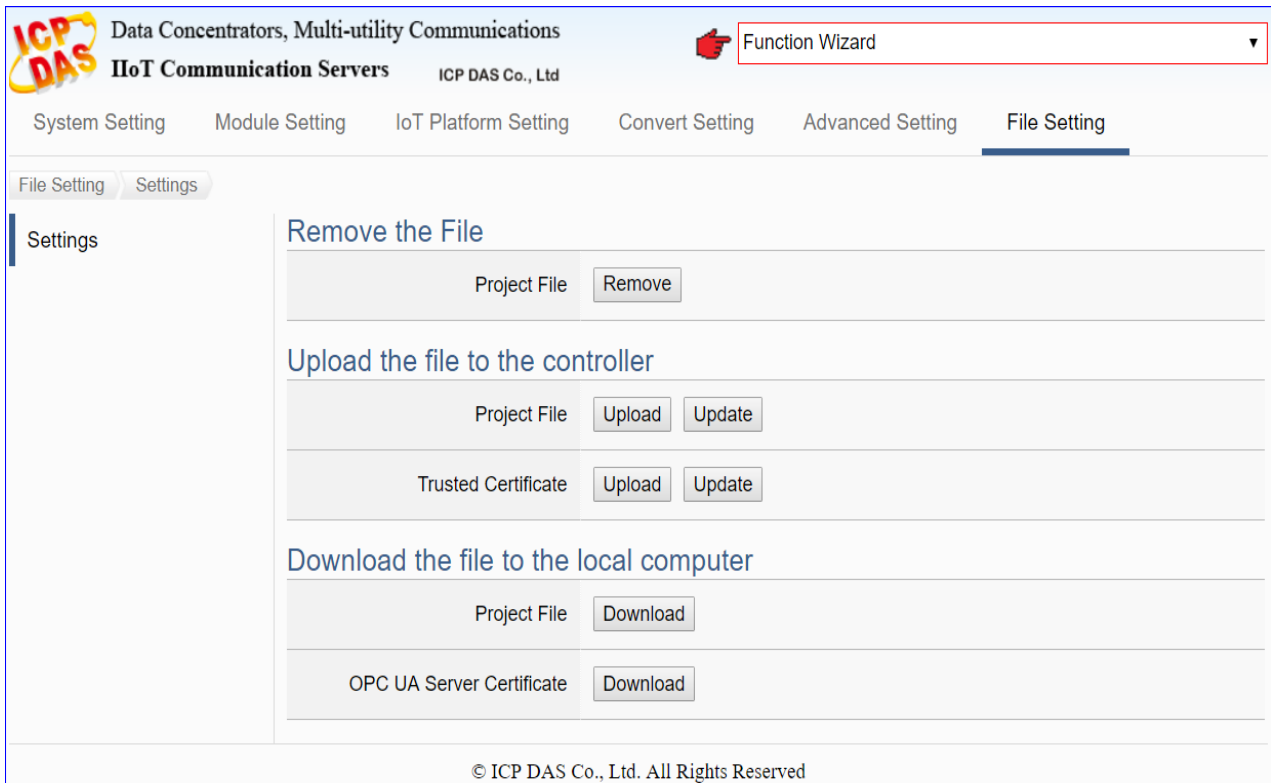 ICP
DAS
Data Concentrators, Multi-utility Communications
IIoT Communication Servers ICP DAS Co., Ltd
Function Wizard
System Setting Module Setting IoT Platform Setting Convert Setting Advanced Setting File Setting
File Setting Settings
Settings
Remove the File
Project File Remove
Upload the file to the controller
Project File Upload Update
Trusted Certificate Upload Update
Download the file to the local computer
Project File Download
OPC UA Server Certificate Download
© ICP DAS Co., Ltd. All Rights Reserved